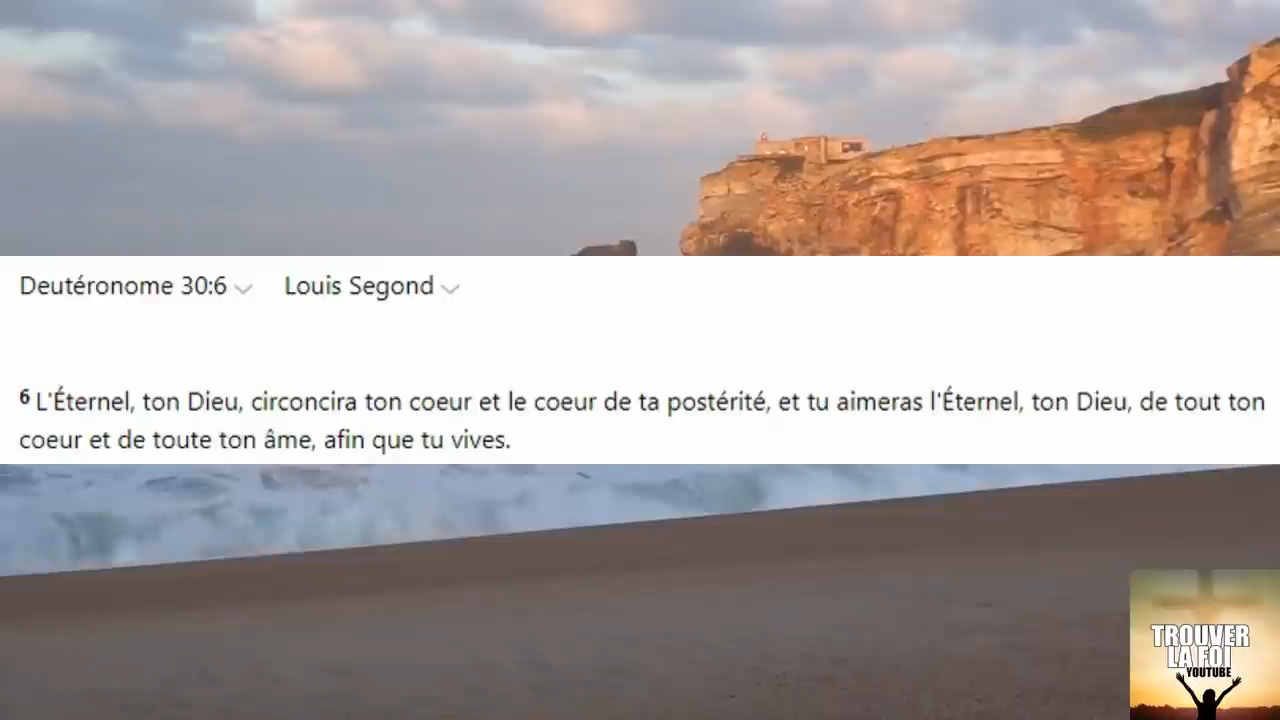 Deutéronome 30:6 Louis Segond
6 L'Éternel, ton Dieu, circoncira ton coeur et le coeur de ta postérité, et tu aimeras l'Éternel, ton Dieu, de tout ton
coeur et de toute ton âme, afin que tu vives.
TROUVER
LA FOI
YOUTUBE